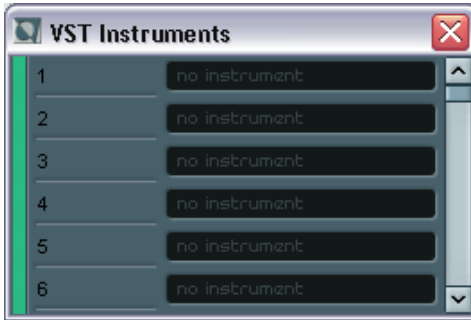 VST Instruments
1 no instrument
2 no instrument
3 no instrument
4 no instrument
5 no instrument
6 no instrument